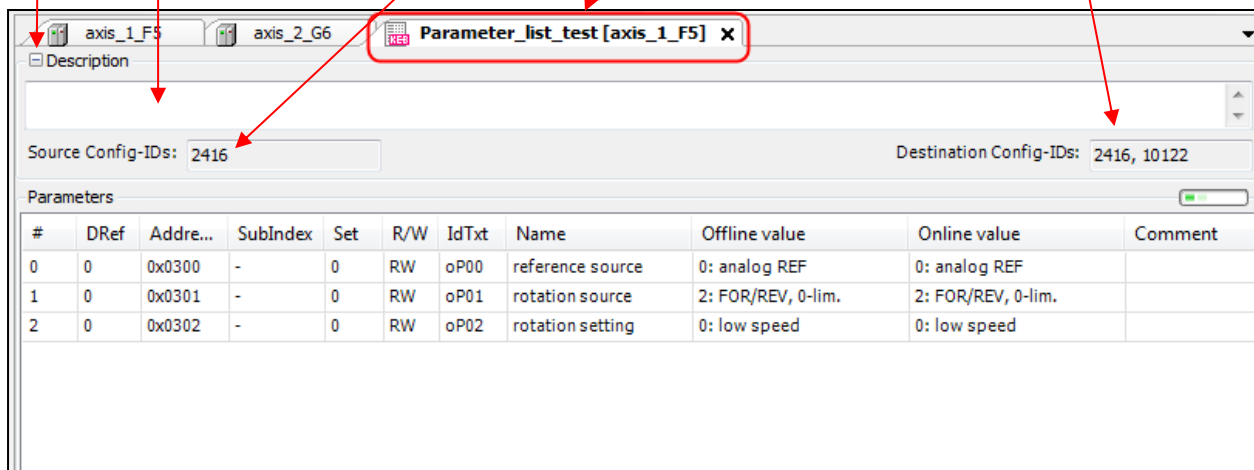 axis_1_F5 axis_2_G6 KEB Parameter_list_test [axis_1_F5] x
Description
Source Config-IDs: 2416 Destination Config-IDs: 2416, 10122
Parameters
# DRef Addre... SubIndex Set R/W IdTxt Name Offline value Online value Comment
0 0 0x0300 - 0 RW oP00 reference source 0: analog REF 0: analog REF
1 0 0x0301 - 0 RW oP01 rotation source 2: FOR/REV, 0-lim. 2: FOR/REV, 0-lim.
2 0 0x0302 - 0 RW oP02 rotation setting 0: low speed 0: low speed